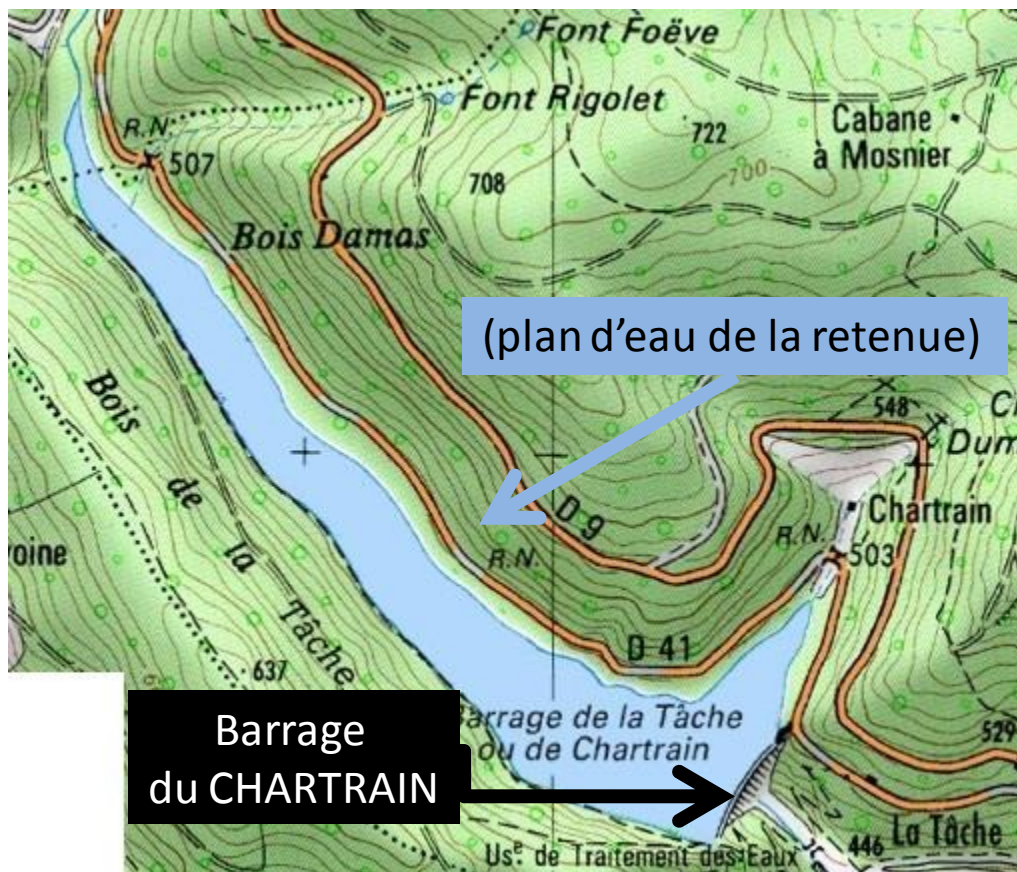 Font Foëve
Font Rigolet
R.N.
507
722
Cabane
à Mosnier
700
708
Bois Damas
(plan d'eau de la retenue)
Bois
de
la
Tâche
548
Dum
Chartrain
D 9
R.N.
R.N.
503
oine
D 41
637
529
Barrage
du CHARTRAIN
Barrage de la Tâche
ou de Chartrain
La Tâche
446
Usᵉ. de Traitement des Eaux